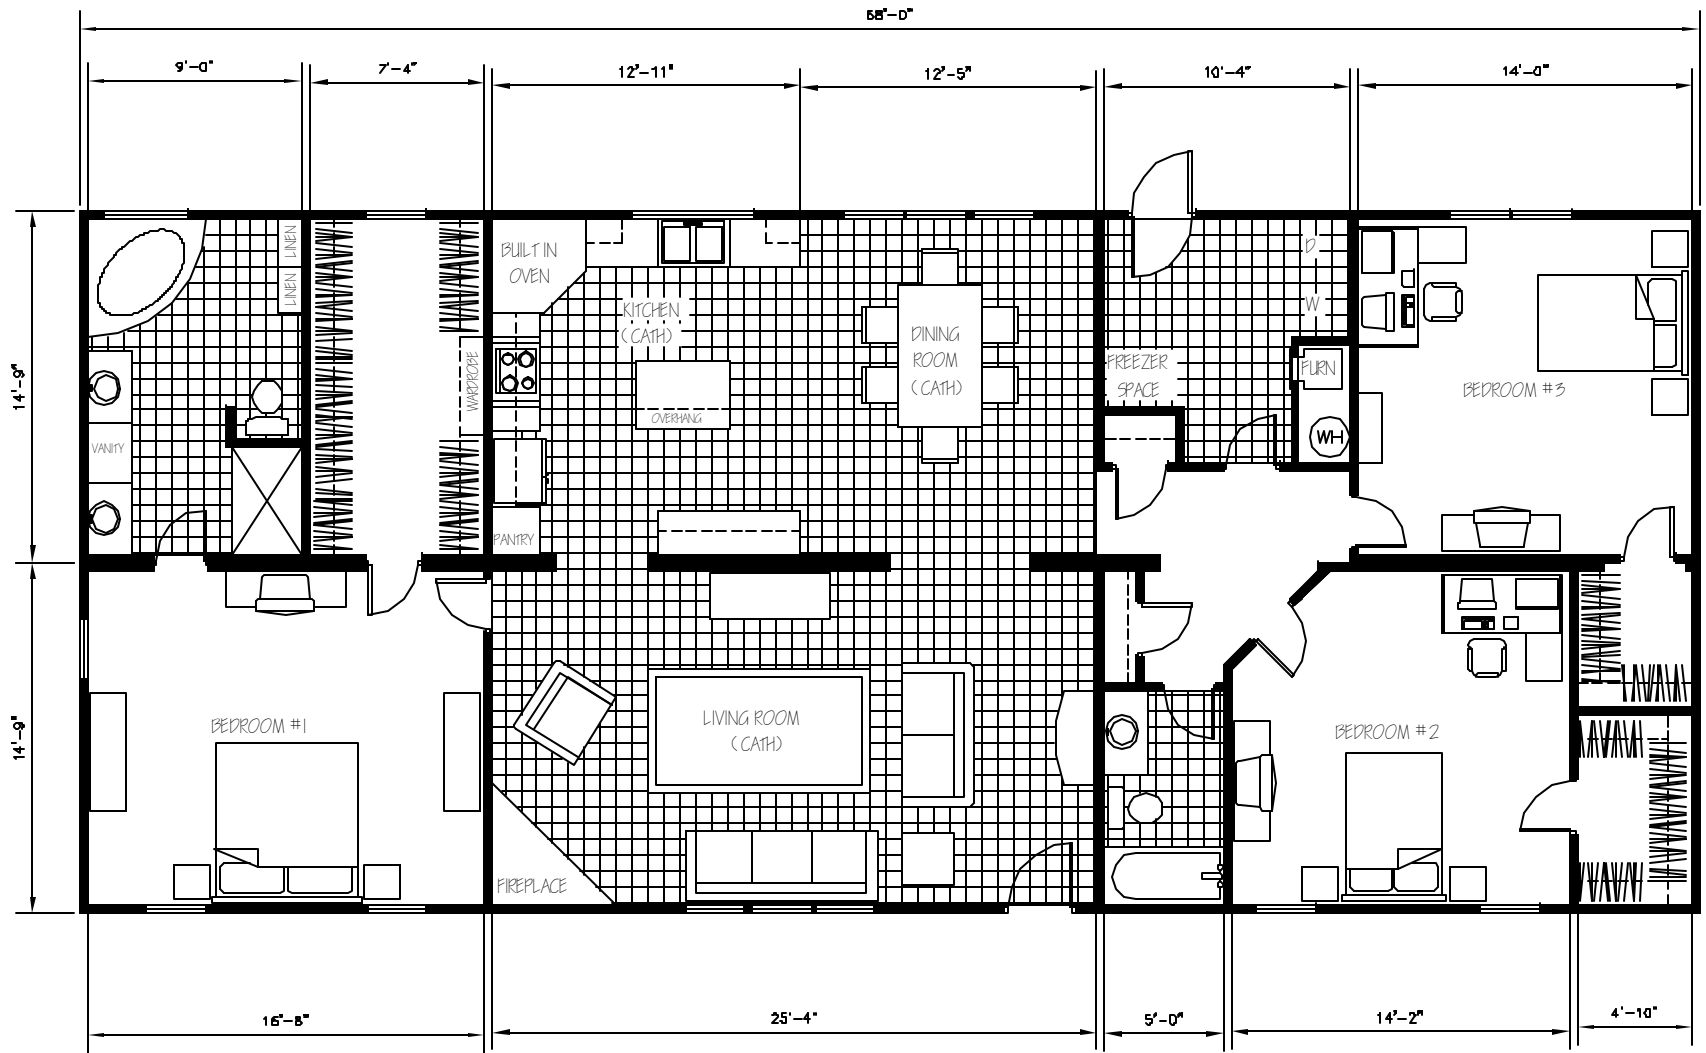 68'-0"
9'-0"
7'-4"
12'-11"
12'-5"
10'-4"
14'-0"
LINEN
LINEN
BUILT IN
OVEN
D
W
KITCHEN
(CATH)
DINING
ROOM
(CATH)
FREEZER
SPACE
FURN
WARDROBE
BEDROOM #3
14'-9"
OVERHANG
VANITY
WH
PANTRY
14'-9"
BEDROOM #1
LIVING ROOM
(CATH)
BEDROOM #2
FIREPLACE
16'-8"
25'-4"
5'-0"
14'-2"
4'-10"